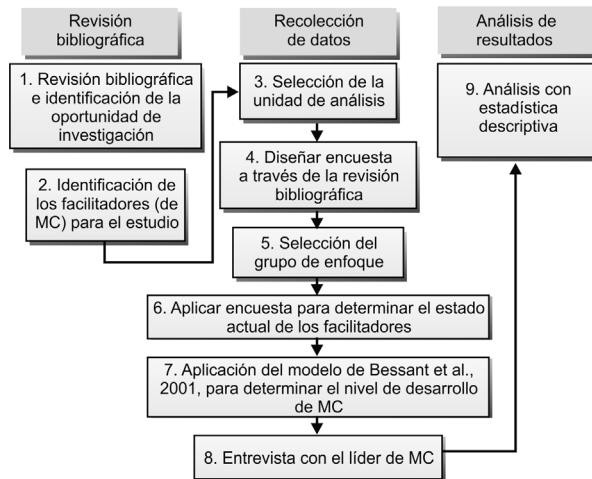 Revisión
bibliográfica
1. Revisión bibliográfica
e identificación de la
oportunidad de
investigación
2. Identificación de
los facilitadores (de
MC) para el estudio
Recolección
de datos
3. Selección de la
unidad de análisis
4. Diseñar encuesta
a través de la revisión
bibliográfica
5. Selección del
grupo de enfoque
6. Aplicar encuesta para determinar el estado
actual de los facilitadores
7. Aplicación del modelo de Bessant et al.,
2001, para determinar el nivel de desarrollo
de MC
8. Entrevista con el líder de MC
Análisis de
resultados
9. Análisis con
estadística
descriptiva